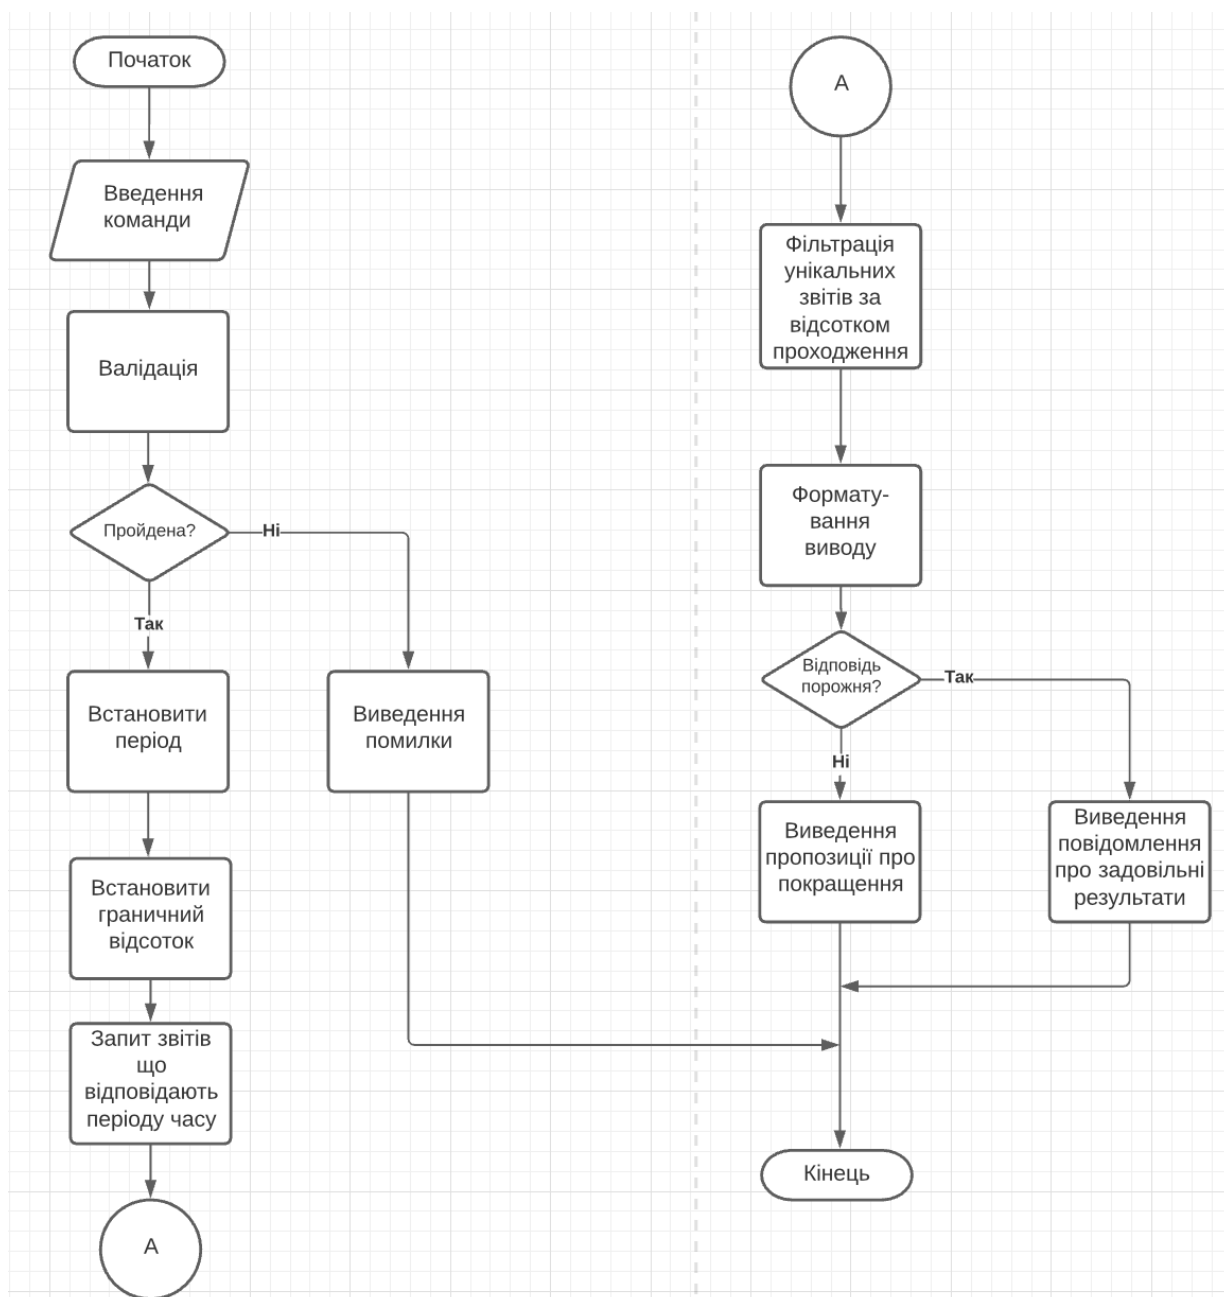 Початок
Введення
команди
Валідація
Пройдена?
Ні
Так
Встановити
період
Виведення
помилки
Встановити
граничний
відсоток
Запит звітів
що
відповідають
періоду часу
А
А
Фільтрація
унікальних
звітів за
відсотком
проходження
Формату-
вання
виводу
Відповідь
порожня?
Так
Ні
Виведення
пропозиції про
покращення
Виведення
повідомлення
про задовільні
результати
Кінець